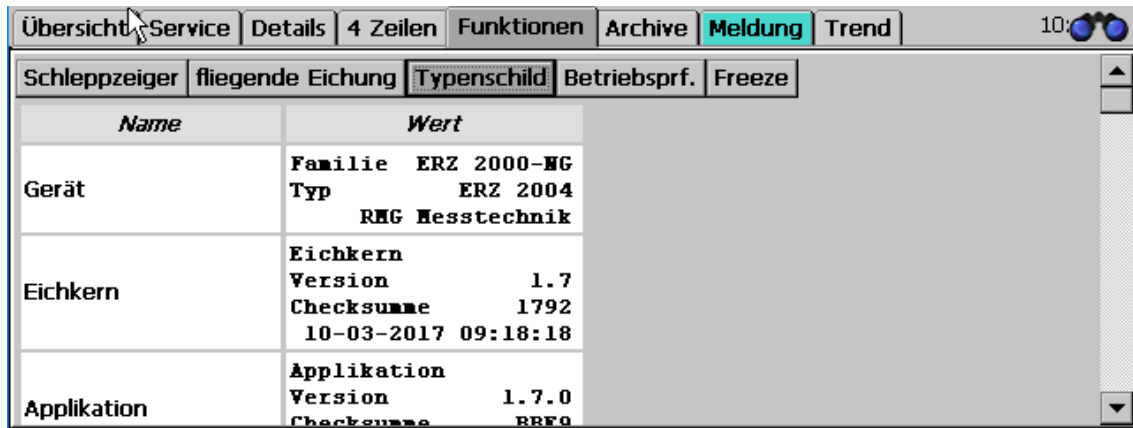 Übersicht Service Details 4 Zeilen Funktionen Archive Meldung Trend 10:
Schleppzeiger fliegende Eichung Typenschild Betriebsprf. Freeze
Name Wert
Gerät
Familie ERZ 2000-NG
Typ ERZ 2004
RMG Messtechnik
Eichkern
Eichkern
Version 1.7
Checksumme 1792
10-03-2017 09:18:18
Applikation
Applikation
Version 1.7.0
Checksumme